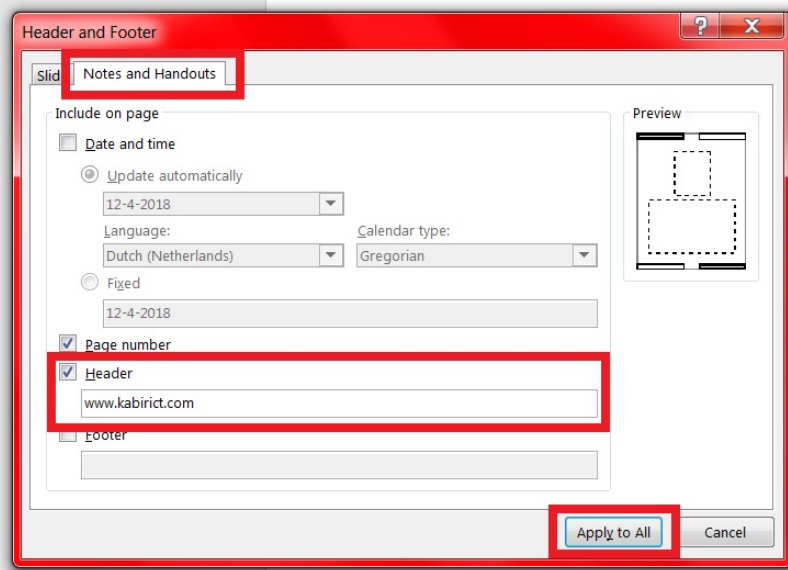 Header and Footer
Slid
Notes and Handouts
Include on page
Preview
Date and time
Update automatically
12-4-2018
Language:
Calendar type:
Dutch (Netherlands)
Gregorian
Fixed
12-4-2018
Page number
Header
www.kabirict.com
Footer
Apply to All
Cancel